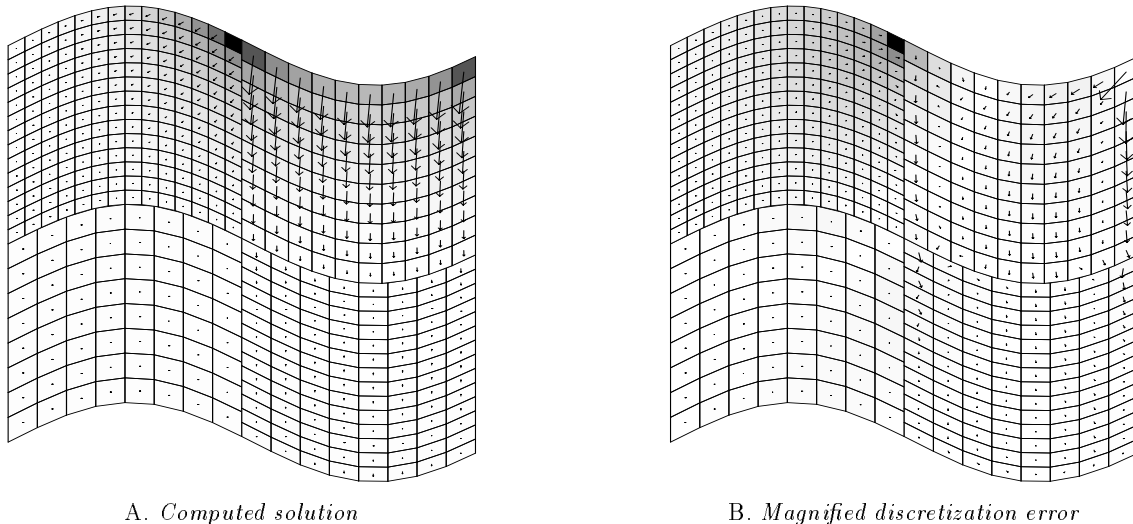 A. Computed solution
B. Magnified discretization error